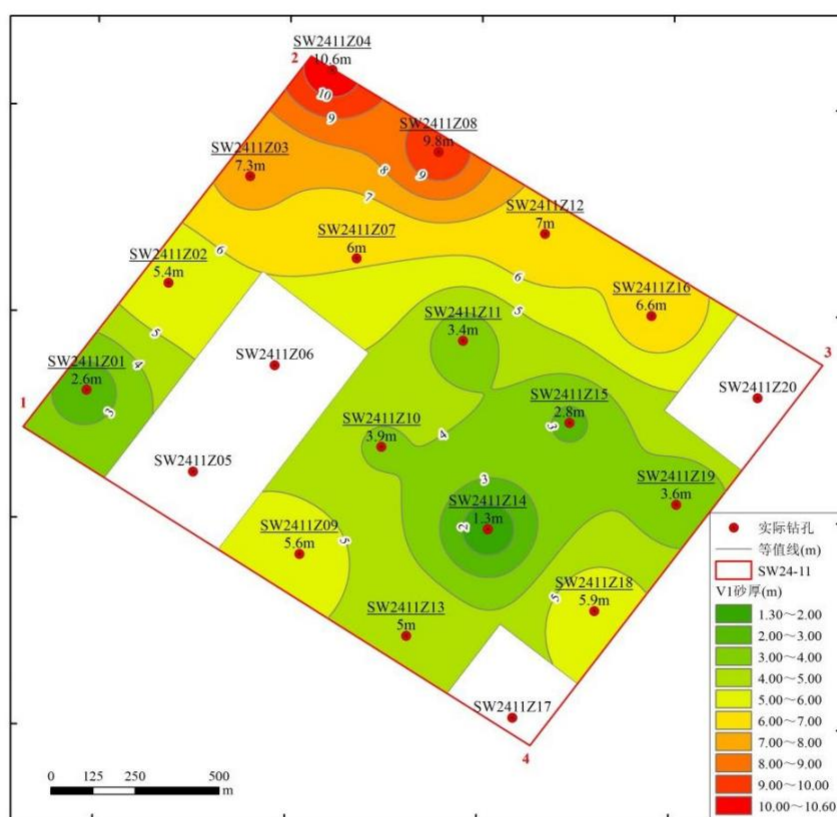 SW2411Z04
2
10.6m
10
9
SW2411Z08
9.8m
SW2411Z03
7.3m
8
9
7
SW2411Z12
7m
SW2411Z07
6m
6
SW2411Z02
5.4m
6
SW2411Z16
6.6m
5
SW2411Z11
3.4m
5
SW2411Z06
4
3
SW2411Z01
2.6m
SW2411Z20
SW2411Z15
2.8m
3
3
1
SW2411Z10
3.9m
4
SW2411Z05
3
SW2411Z19
3.6m
SW2411Z14
1.3m
2
SW2411Z09
5.6m
5
SW2411Z18
5.9m
5
SW2411Z13
5m
SW2411Z17
4
0 125 250 500
m
实际钻孔
等值线(m)
SW24-11
V1砂厚(m)
1.30～2.00
2.00～3.00
3.00～4.00
4.00～5.00
5.00～6.00
6.00～7.00
7.00～8.00
8.00～9.00
9.00～10.00
10.00～10.60